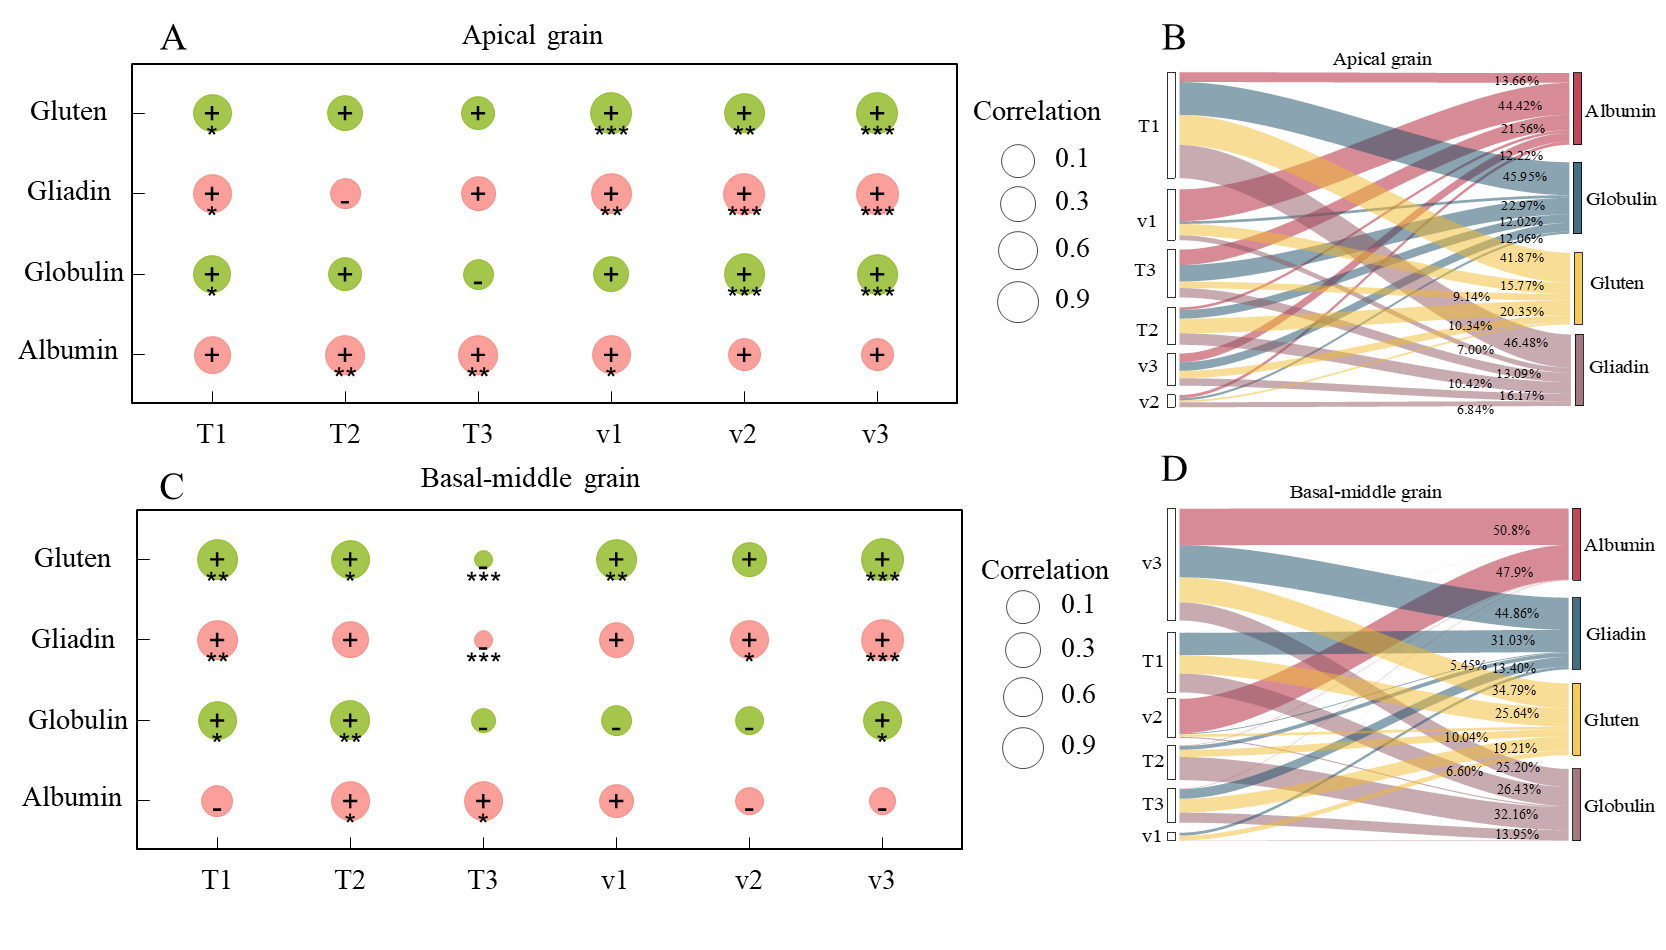 A
Apical grain
Gluten
+ + + + + +
* *** ** ***
Gliadin
+ - + + + +
* ** *** ***
Globulin
+ + - + + +
* *** ***
Albumin
+ + + + + +
** ** *
T1 T2 T3 v1 v2 v3
Correlation
0.1
0.3
0.6
0.9
B
Apical grain
T1
v1
T3
T2
v3
v2
13.66%
44.42%
21.56%
12.22%
45.95%
22.97%
12.02%
12.06%
41.87%
15.77%
9.14%
20.35%
10.34%
46.48%
7.00%
13.09%
10.42%
16.17%
6.84%
Albumin
Globulin
Gluten
Gliadin
C
Basal-middle grain
Gluten
+ + - + + +
** * *** ** ***
Gliadin
+ + - + + +
** *** * ***
Globulin
+ + - - - +
* ** *
Albumin
- + + + - -
* *
T1 T2 T3 v1 v2 v3
Correlation
0.1
0.3
0.6
0.9
D
Basal-middle grain
v3
T1
v2
T2
T3
v1
50.8%
47.9%
44.86%
31.03%
5.45%
13.40%
34.79%
25.64%
10.04%
19.21%
6.60%
25.20%
26.43%
32.16%
13.95%
Albumin
Gliadin
Gluten
Globulin